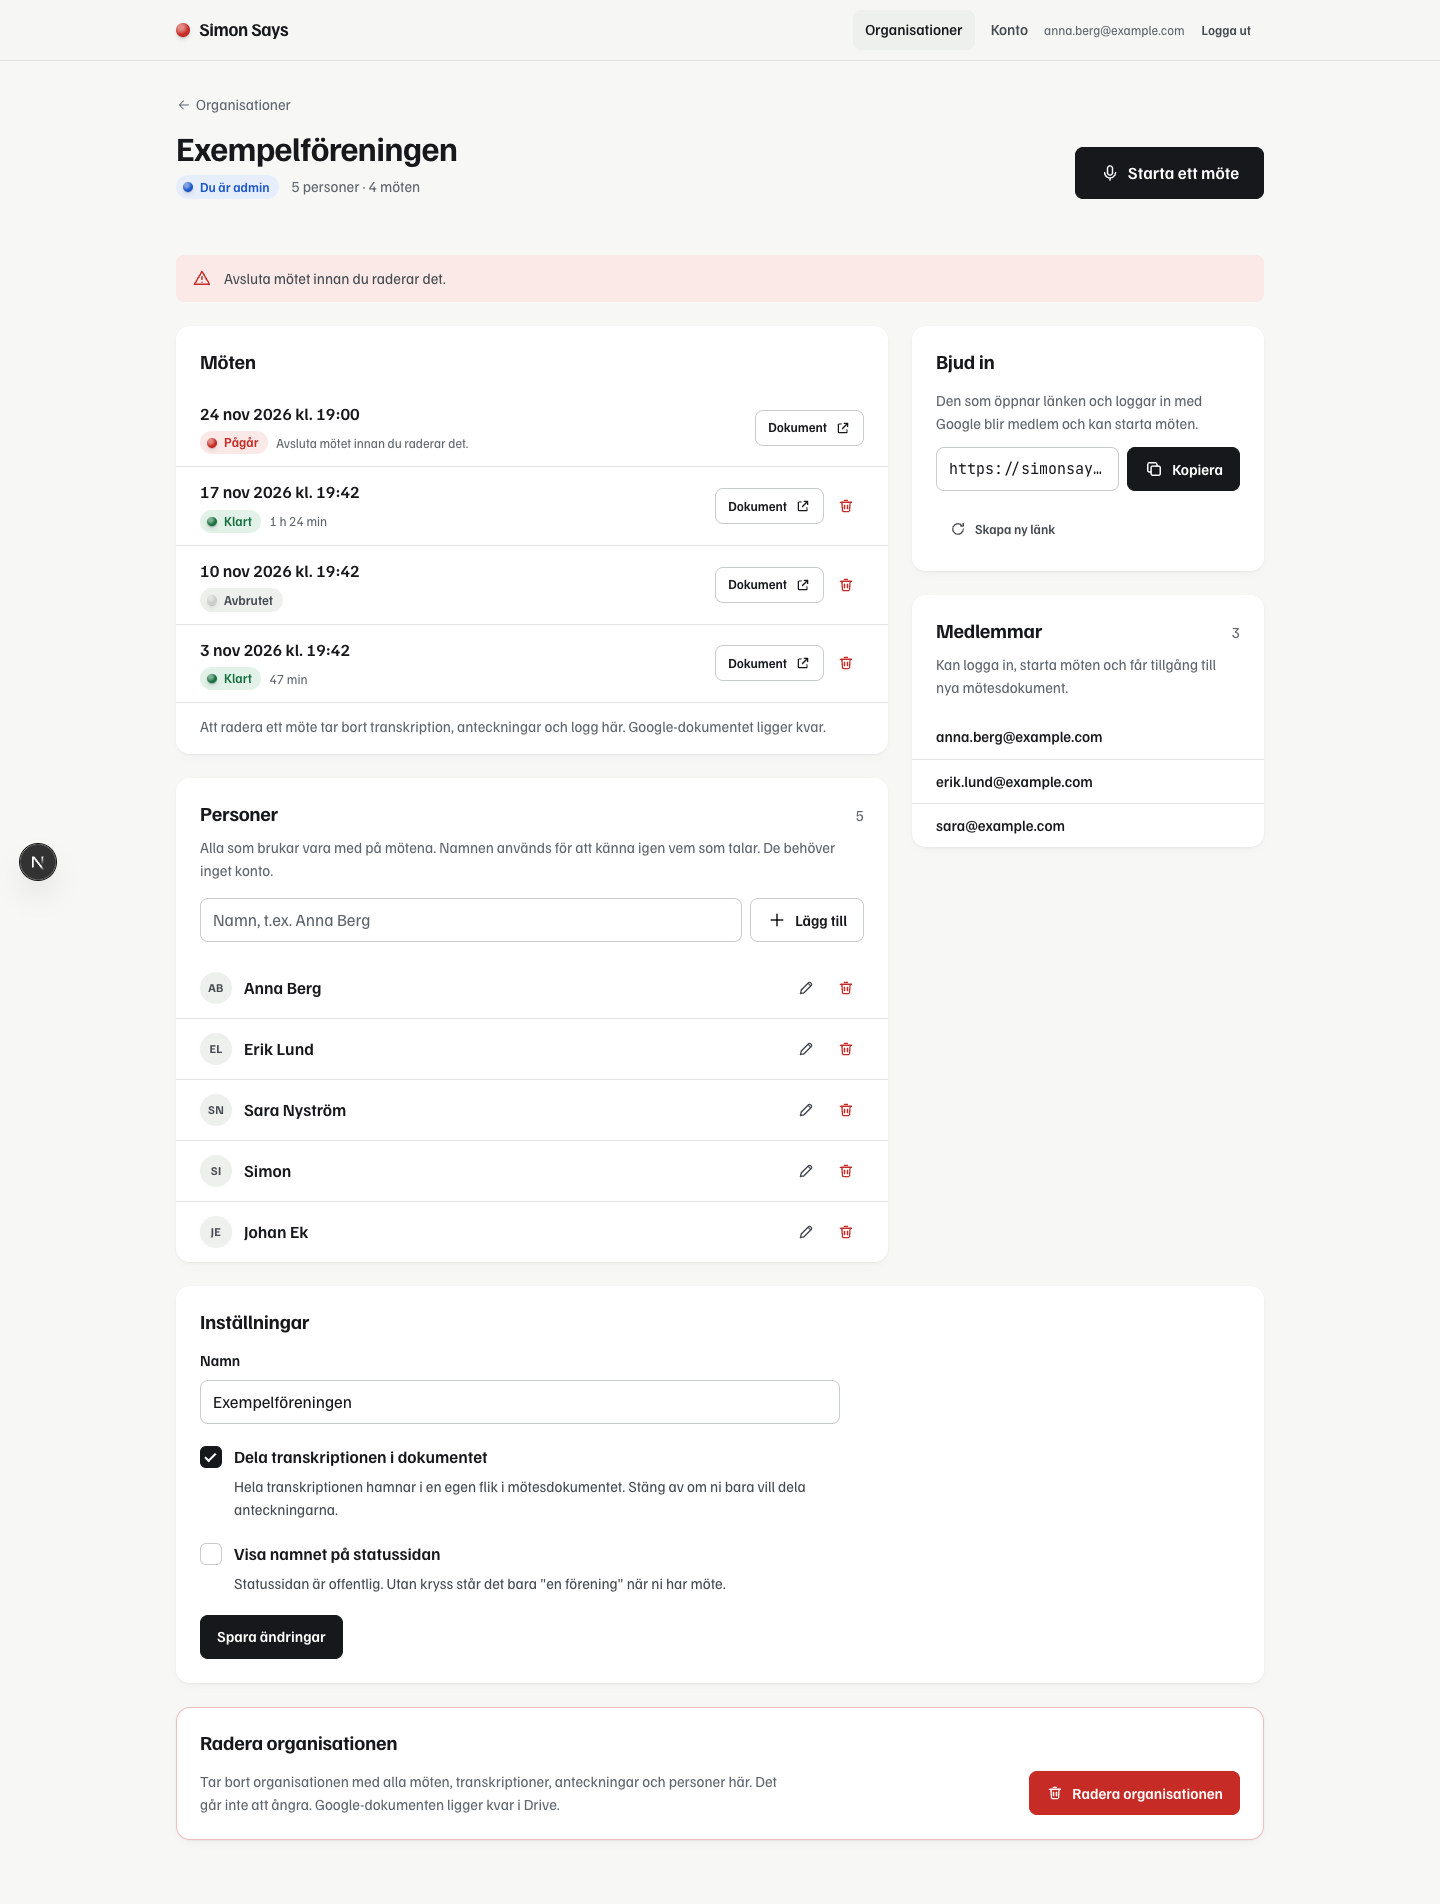 Simon Says
Organisationer
Konto
anna.berg@example.com
Logga ut
← Organisationer
Exempelföreningen
Du är admin
5 personer · 4 möten
Starta ett möte
Avsluta mötet innan du raderar det.
Möten
24 nov 2026 kl. 19:00
Pågår
Avsluta mötet innan du raderar det.
Dokument
17 nov 2026 kl. 19:42
Klart
1 h 24 min
Dokument
10 nov 2026 kl. 19:42
Avbrutet
Dokument
3 nov 2026 kl. 19:42
Klart
47 min
Dokument
Att radera ett möte tar bort transkription, anteckningar och logg här. Google-dokumentet ligger kvar.
Bjud in
Den som öppnar länken och loggar in med
Google blir medlem och kan starta möten.
https://simonsay…
Kopiera
Skapa ny länk
Medlemmar
3
Kan logga in, starta möten och får tillgång till
nya mötesdokument.
anna.berg@example.com
erik.lund@example.com
sara@example.com
Personer
5
Alla som brukar vara med på mötena. Namnen används för att känna igen vem som talar. De behöver
inget konto.
Namn, t.ex. Anna Berg
Lägg till
AB
Anna Berg
EL
Erik Lund
SN
Sara Nyström
SI
Simon
JE
Johan Ek
N
Inställningar
Namn
Exempelföreningen
Dela transkriptionen i dokumentet
Hela transkriptionen hamnar i en egen flik i mötesdokumentet. Stäng av om ni bara vill dela
anteckningarna.
Visa namnet på statussidan
Statussidan är offentlig. Utan kryss står det bara "en förening" när ni har möte.
Spara ändringar
Radera organisationen
Tar bort organisationen med alla möten, transkriptioner, anteckningar och personer här. Det
går inte att ångra. Google-dokumenten ligger kvar i Drive.
Radera organisationen